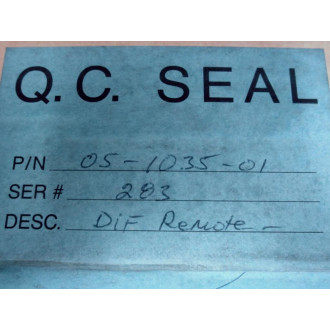 Q.C. SEAL
P/N 05-1035-01
SER # 283
DESC. DiF Remote -